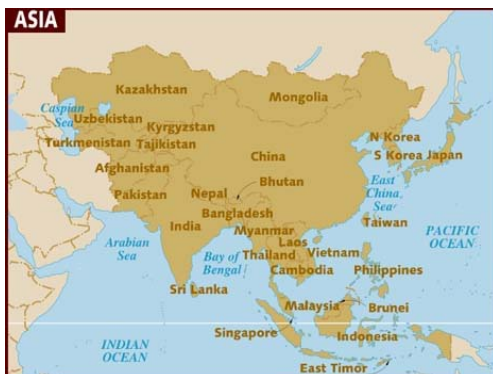 ASIA
Kazakhstan
Mongolia
Caspian
Sea
Uzbekistan
Kyrgyzstan
Turkmenistan
Tajikistan
N Korea
S Korea
Japan
China
Afghanistan
Pakistan
Nepal
Bhutan
East
China
Sea
India
Bangladesh
Myanmar
Taiwan
Arabian
Sea
Bay of
Bengal
Laos
Thailand
Vietnam
Cambodia
Philippines
PACIFIC
OCEAN
Sri Lanka
Malaysia
Brunei
Singapore
Indonesia
INDIAN
OCEAN
East Timor